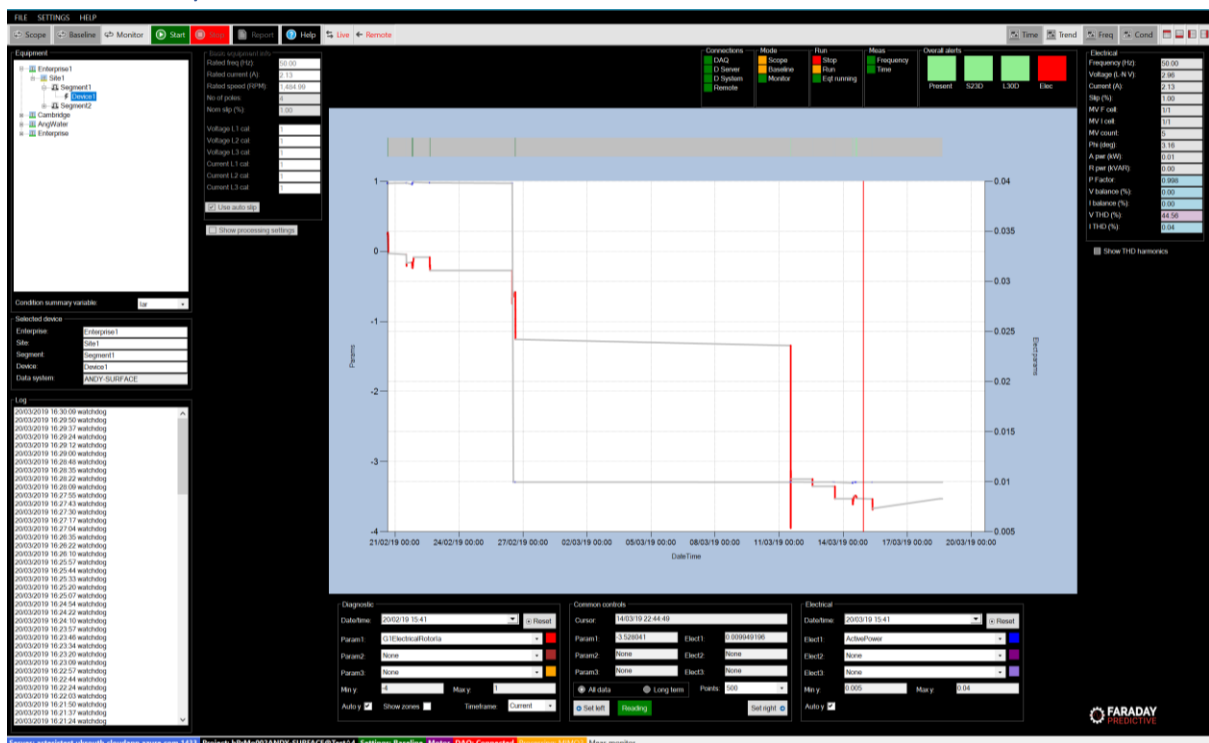 FILE SETTINGS HELP
Scope Baseline Monitor Start Stop Report Help Live Remote Time Trend Freq Cond
Equipment
Enterprise1
Site1
Segment1
Device1
Segment2
Cambridge
AngWater
Enterprise
Condition summary variable: Iar
Selected device
Enterprise: Enterprise1
Site: Site1
Segment: Segment1
Device: Device1
Data system: ANDY-SURFACE
Log
20/03/2019 16:30:09 watchdog
20/03/2019 16:29:50 watchdog
20/03/2019 16:29:37 watchdog
20/03/2019 16:29:24 watchdog
20/03/2019 16:29:12 watchdog
20/03/2019 16:29:00 watchdog
20/03/2019 16:28:48 watchdog
20/03/2019 16:28:35 watchdog
20/03/2019 16:28:22 watchdog
20/03/2019 16:28:09 watchdog
20/03/2019 16:27:55 watchdog
20/03/2019 16:27:43 watchdog
20/03/2019 16:27:30 watchdog
20/03/2019 16:27:17 watchdog
20/03/2019 16:27:04 watchdog
20/03/2019 16:26:35 watchdog
20/03/2019 16:26:22 watchdog
20/03/2019 16:26:10 watchdog
20/03/2019 16:25:57 watchdog
20/03/2019 16:25:44 watchdog
20/03/2019 16:25:33 watchdog
20/03/2019 16:25:20 watchdog
20/03/2019 16:25:07 watchdog
20/03/2019 16:24:54 watchdog
20/03/2019 16:24:22 watchdog
20/03/2019 16:24:10 watchdog
20/03/2019 16:23:57 watchdog
20/03/2019 16:23:46 watchdog
20/03/2019 16:23:34 watchdog
20/03/2019 16:23:20 watchdog
20/03/2019 16:23:09 watchdog
20/03/2019 16:22:57 watchdog
20/03/2019 16:22:44 watchdog
20/03/2019 16:22:24 watchdog
20/03/2019 16:22:03 watchdog
20/03/2019 16:21:50 watchdog
20/03/2019 16:21:37 watchdog
20/03/2019 16:21:24 watchdog
Basic equipment info
Rated freq (Hz): 50.00
Rated current (A) 2.13
Rated speed (RPM): 1,484.99
No of poles: 4
Nom slip (%) 1.00
Voltage L1 cal 1
Voltage L2 cal 1
Voltage L3 cal 1
Current L1 cal 1
Current L2 cal 1
Current L3 cal 1
Use auto slip
Show processing settings
Connections
DAQ
D Server
D System
Remote
Mode
Scope
Baseline
Monitor
Run
Stop
Run
Eqt running
Meas
Frequency
Time
Overall alerts
Present S23D L30D Elec
1
0
-1
-2
-3
-4
Params
0.04
0.035
0.03
0.025
0.02
0.015
0.01
0.005
Elect params
21/02/19 00:00 24/02/19 00:00 27/02/19 00:00 02/03/19 00:00 05/03/19 00:00 08/03/19 00:00 11/03/19 00:00 14/03/19 00:00 17/03/19 00:00 20/03/19 00:00
DateTime
Diagnostic
Date/time: 20/02/19 15:41 Reset
Param1: G1ElectricalRotorIa
Param2: None
Param3: None
Min y: -4 Max y: 1
Auto y Show zones Timeframe: Current
Common controls
Cursor: 14/03/19 22:44:49
Param1: -3.528041 Elect1: 0.009949196
Param2: None Elect2: None
Param3: None Elect3: None
All data Long term Points: 500
Set left Reading Set right
Electrical
Date/time: 20/03/19 15:41 Reset
Elect1 ActivePower
Elect2 None
Elect3 None
Min y: 0.005 Max y: 0.04
Auto y
Electrical
Frequency (Hz): 50.00
Voltage (L-N V): 2.96
Current (A) 2.13
Slip (%) 1.00
MV F cell 1/1
MV I cell 1/1
MV count: 5
Phi (deg) 3.16
A pwr (kW) 0.01
R pwr (kVAR): 0.00
P Factor 0.998
V balance (%): 0.00
I balance (%): 0.00
V THD (%): 44.56
I THD (%): 0.04
Show THD harmonics
FARADAY
PREDICTIVE